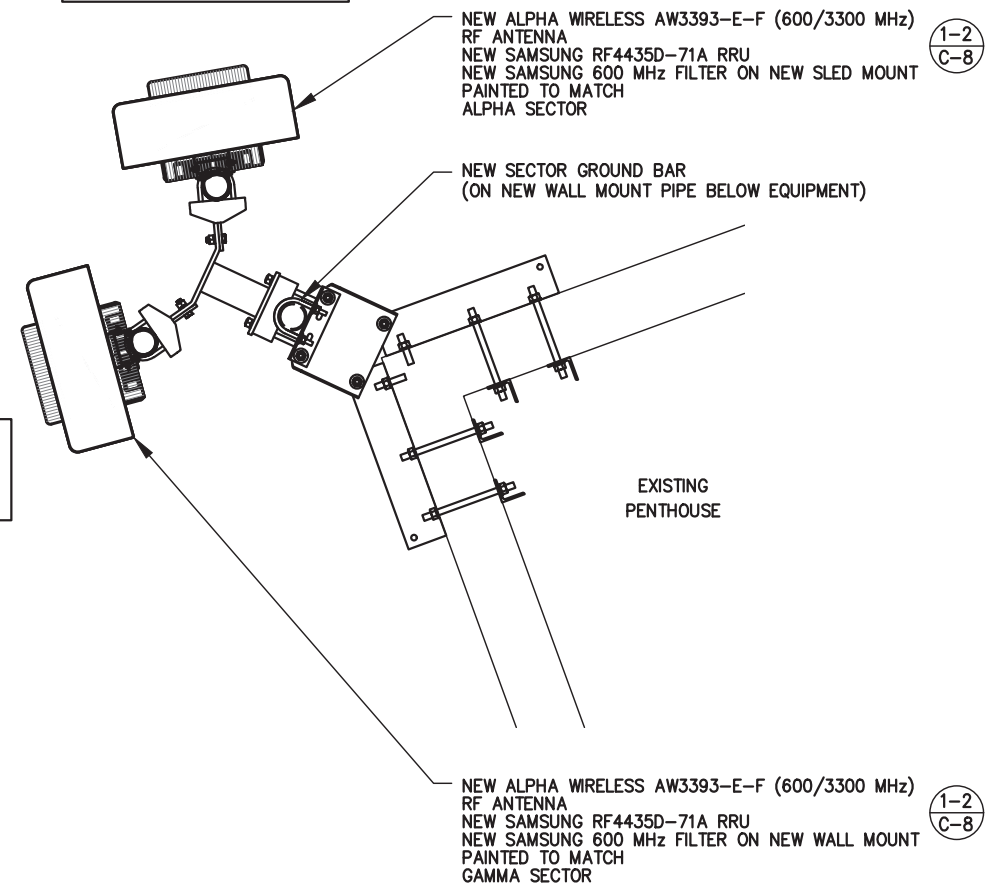 NEW ALPHA WIRELESS AW3393-E-F (600/3300 MHz)
RF ANTENNA
NEW SAMSUNG RF4435D-71A RRU
NEW SAMSUNG 600 MHz FILTER ON NEW SLED MOUNT
PAINTED TO MATCH
ALPHA SECTOR
1-2
C-8
NEW SECTOR GROUND BAR
(ON NEW WALL MOUNT PIPE BELOW EQUIPMENT)
EXISTING
PENTHOUSE
NEW ALPHA WIRELESS AW3393-E-F (600/3300 MHz)
RF ANTENNA
NEW SAMSUNG RF4435D-71A RRU
NEW SAMSUNG 600 MHz FILTER ON NEW WALL MOUNT
PAINTED TO MATCH
GAMMA SECTOR
1-2
C-8